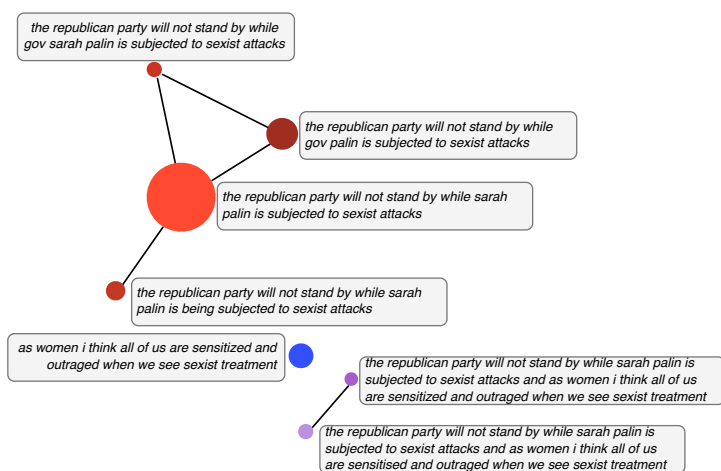 the republican party will not stand by while
gov sarah palin is subjected to sexist attacks
the republican party will not stand by while
gov palin is subjected to sexist attacks
the republican party will not stand by while sarah
palin is subjected to sexist attacks
the republican party will not stand by while sarah
palin is being subjected to sexist attacks
as women i think all of us are sensitized and
outraged when we see sexist treatment
the republican party will not stand by while sarah palin is
subjected to sexist attacks and as women i think all of us
are sensitized and outraged when we see sexist treatment
the republican party will not stand by while sarah palin is
subjected to sexist attacks and as women i think all of us
are sensitised and outraged when we see sexist treatment